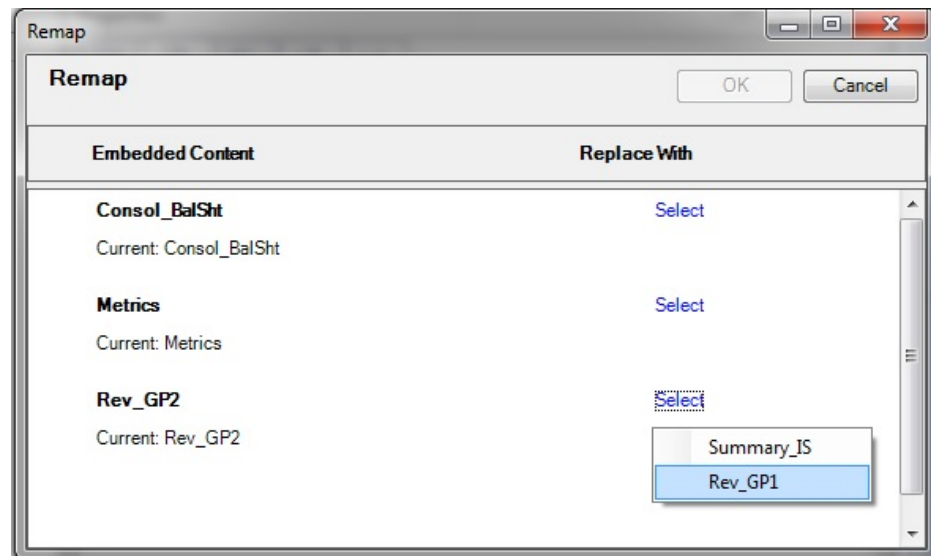 Remap
Remap
OK
Cancel
Embedded Content
Replace With
Consol_BalSht
Select
Current: Consol_BalSht
Metrics
Select
Current: Metrics
Rev_GP2
Select
Current: Rev_GP2
Summary_IS
Rev_GP1